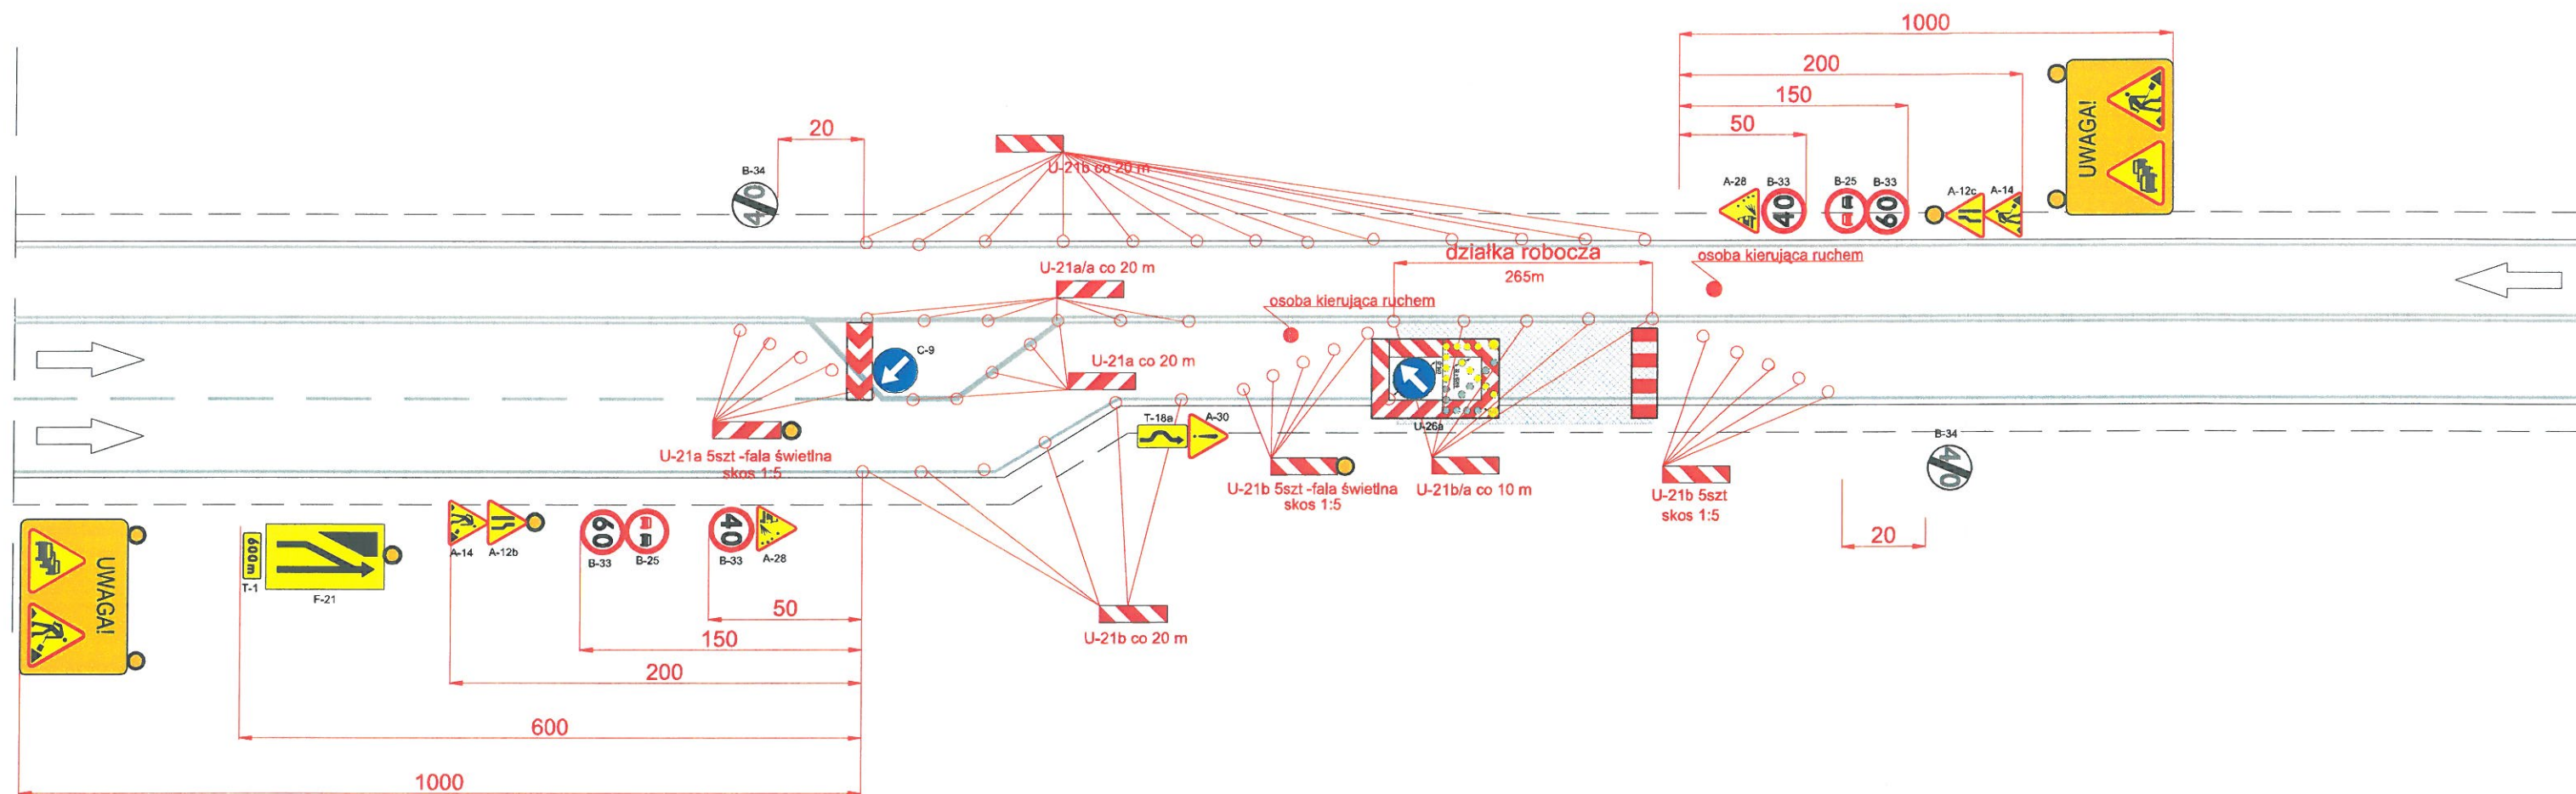 1000
200
150
50
20
B-34
40
U-21b co 20 m
A-28
B-33
40
B-25
B-33
60
A-12c
A-14
UWAGA!
działka robocza
265m
osoba kierująca ruchem
U-21a/a co 20 m
osoba kierująca ruchem
C-9
U-21a co 20 m
T-18a
A-30
U-26a
U-21a 5szt -fala świetlna
skos 1:5
U-21b 5szt -fala świetlna
skos 1:5
U-21b/a co 10 m
U-21b 5szt
skos 1:5
B-34
40
20
UWAGA!
600m
T-1
F-21
A-14
A-12b
60
B-33
B-25
40
B-33
A-28
50
150
200
600
1000
U-21b co 20 m